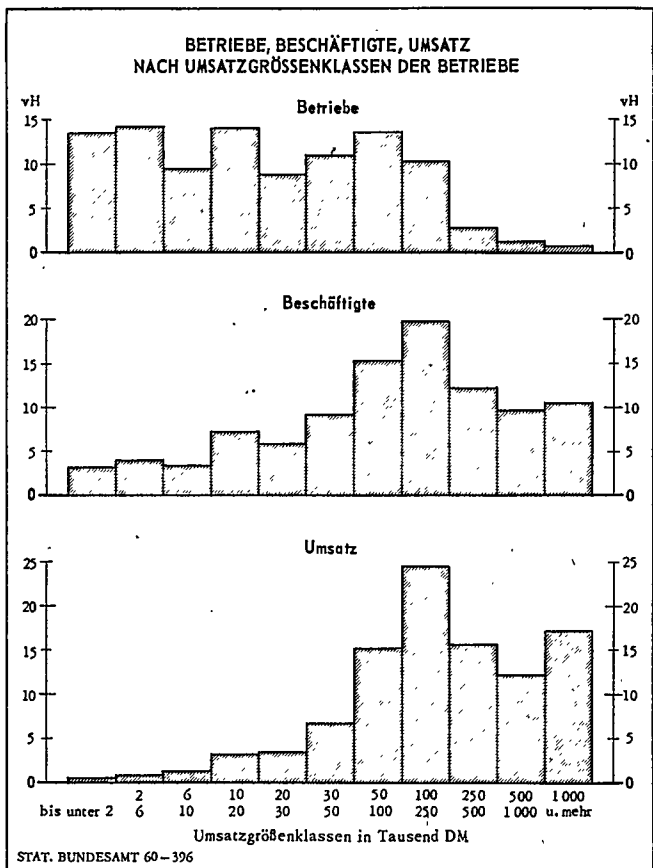 BETRIEBE, BESCHÄFTIGTE, UMSATZ
NACH UMSATZGRÖSSENKLASSEN DER BETRIEBE
Betriebe
vH vH
15 15
10 10
5 5
0 0
Beschäftigte
20 20
15 15
10 10
5 5
0 0
Umsatz
25 25
20 20
15 15
10 10
5 5
0 0
2 6 10 20 30 50 100 250 500 1 000
bis unter 2 6 10 20 30 50 100 250 500 1 000 u. mehr
Umsatzgrößenklassen in Tausend DM
STAT. BUNDESAMT 60 – 396